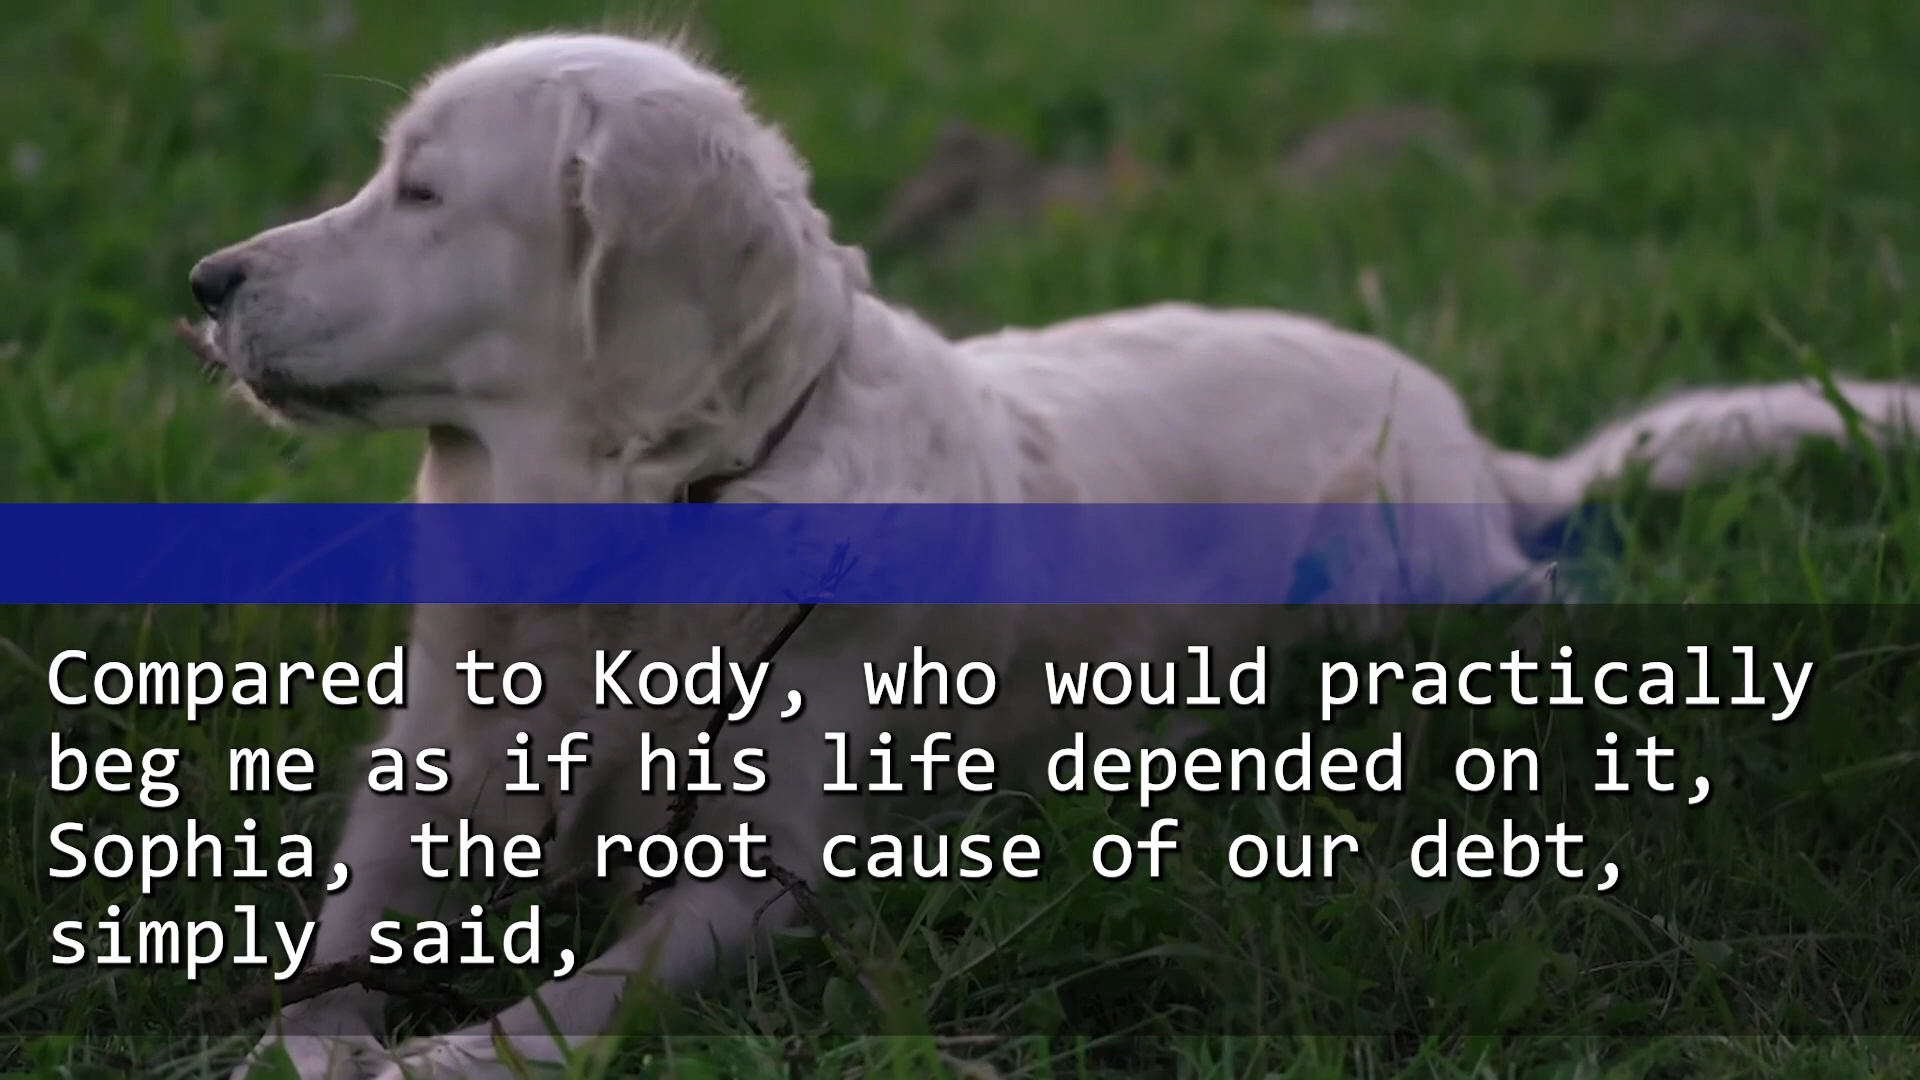 Compared to Kody, who would practically
beg me as if his life depended on it,
Sophia, the root cause of our debt,
simply said,